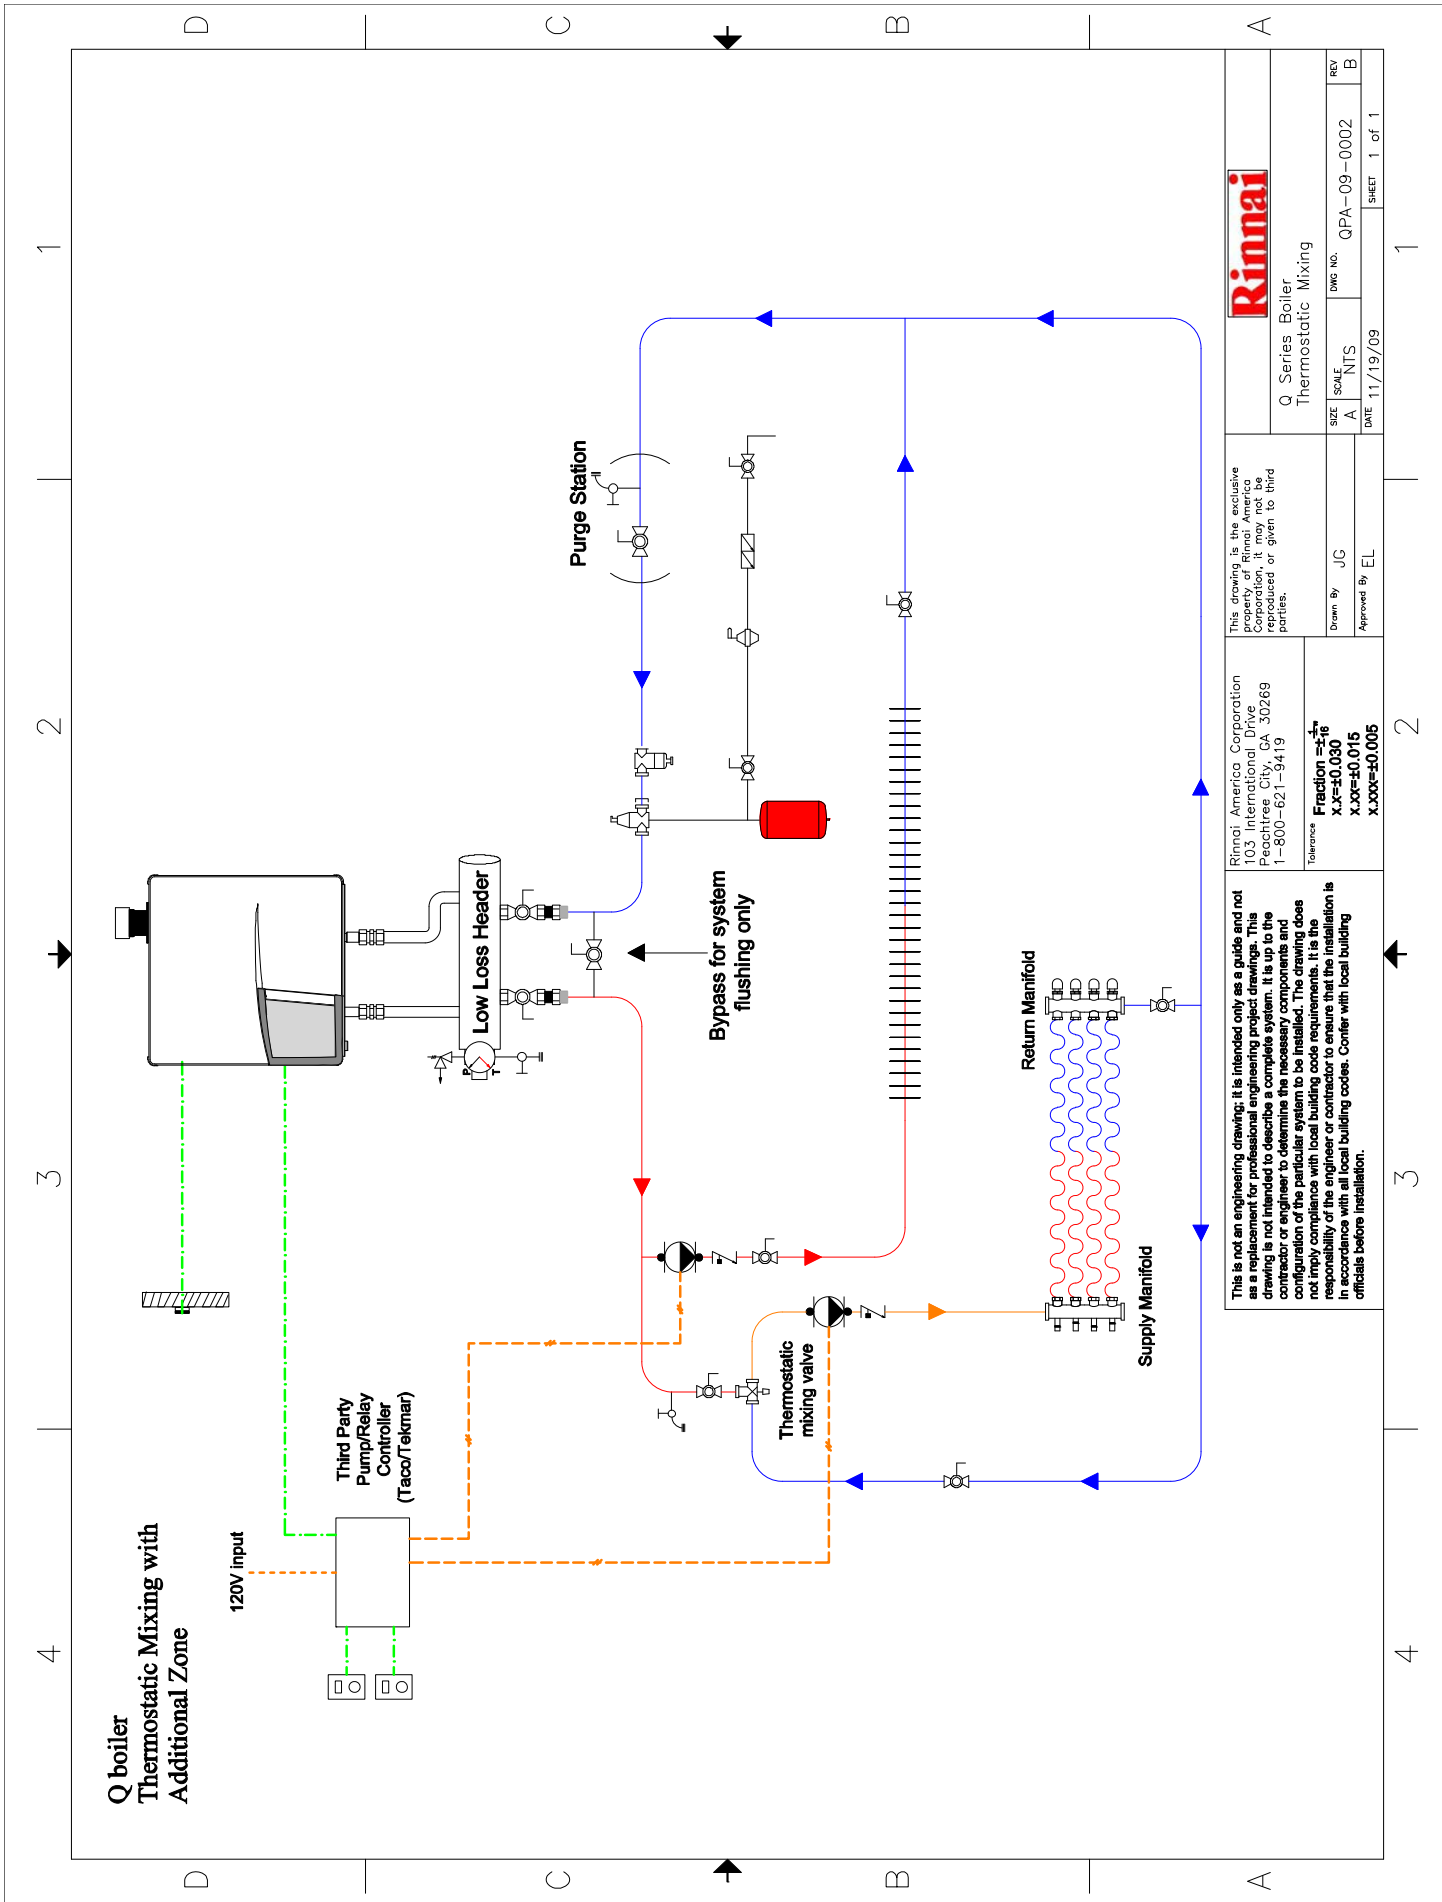 Q boiler
Thermostatic Mixing with
Additional Zone
120V input
Third Party
Pump/Relay
Controller
(Taco/Tekmar)
Low Loss Header
P
T
Bypass for system
flushing only
Purge Station
Thermostatic
mixing valve
Supply Manifold
Return Manifold
This is not an engineering drawing; it is intended only as a guide and not
as a replacement for professional engineering project drawings. This
drawing is not intended to describe a complete system. It is up to the
contractor or engineer to determine the necessary components and
configuration of the particular system to be installed. The drawing does
not imply compliance with local building code requirements. It is the
responsibility of the engineer or contractor to ensure that the installation is
in accordance with all local building codes. Confer with local building
officials before installation.
Rinnai America Corporation
103 International Drive
Peachtree City, GA 30269
1-800-621-9419
Tolerance
Fraction =±1/16"
X.X=±0.030
X.XX=±0.015
X.XXX=±0.005
This drawing is the exclusive
property of Rinnai America
Corporation, it may not be
reproduced or given to third
parties.
Drawn By JG
Approved By EL
Rinnai
Q Series Boiler
Thermostatic Mixing
SIZE A
SCALE NTS
DWG NO. QPA-09-0002
REV B
DATE 11/19/09
SHEET 1 of 1
4
3
2
1
4
3
2
1
D
C
B
A
D
C
B
A